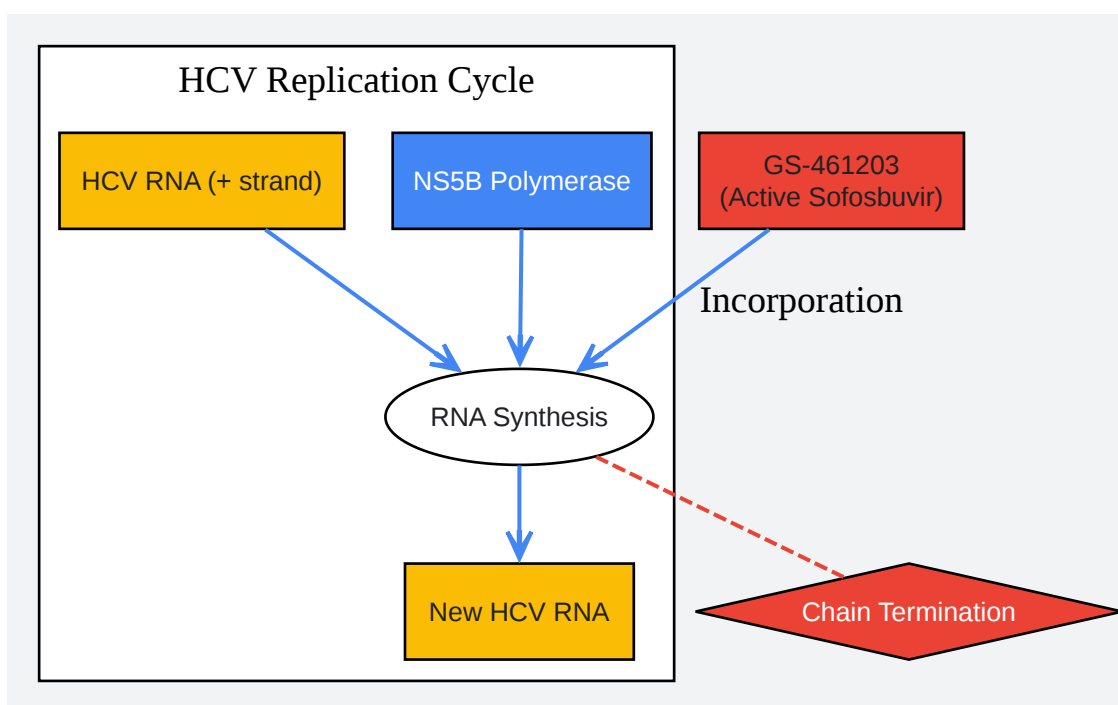 HCV Replication Cycle
HCV RNA (+ strand)
NS5B Polymerase
GS-461203
(Active Sofosbuvir)
Incorporation
RNA Synthesis
New HCV RNA
Chain Termination